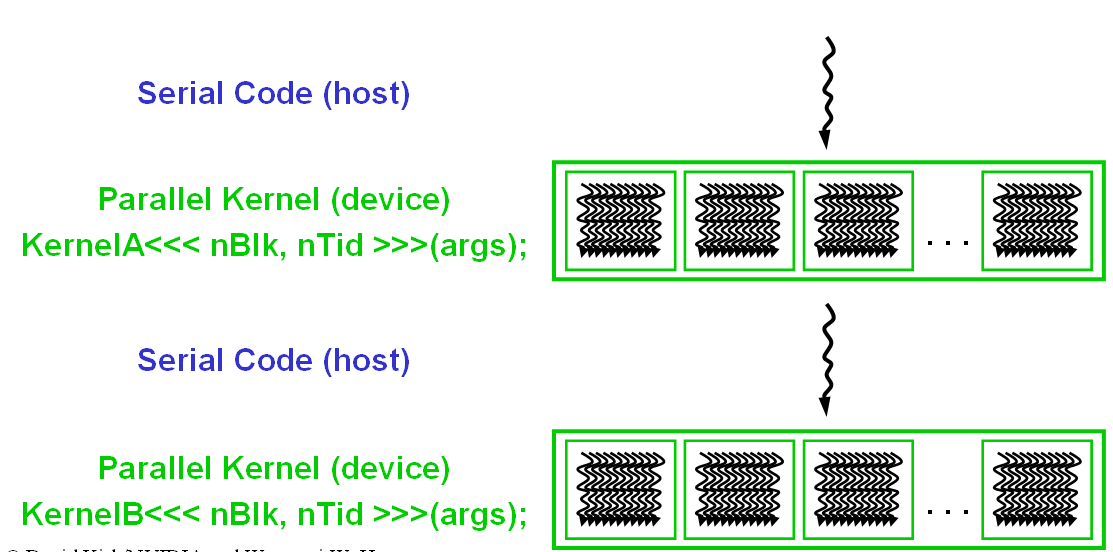 Serial Code (host)
Parallel Kernel (device)
KernelA<<< nBlk, nTid >>>(args);
. . .
Serial Code (host)
Parallel Kernel (device)
KernelB<<< nBlk, nTid >>>(args);
. . .